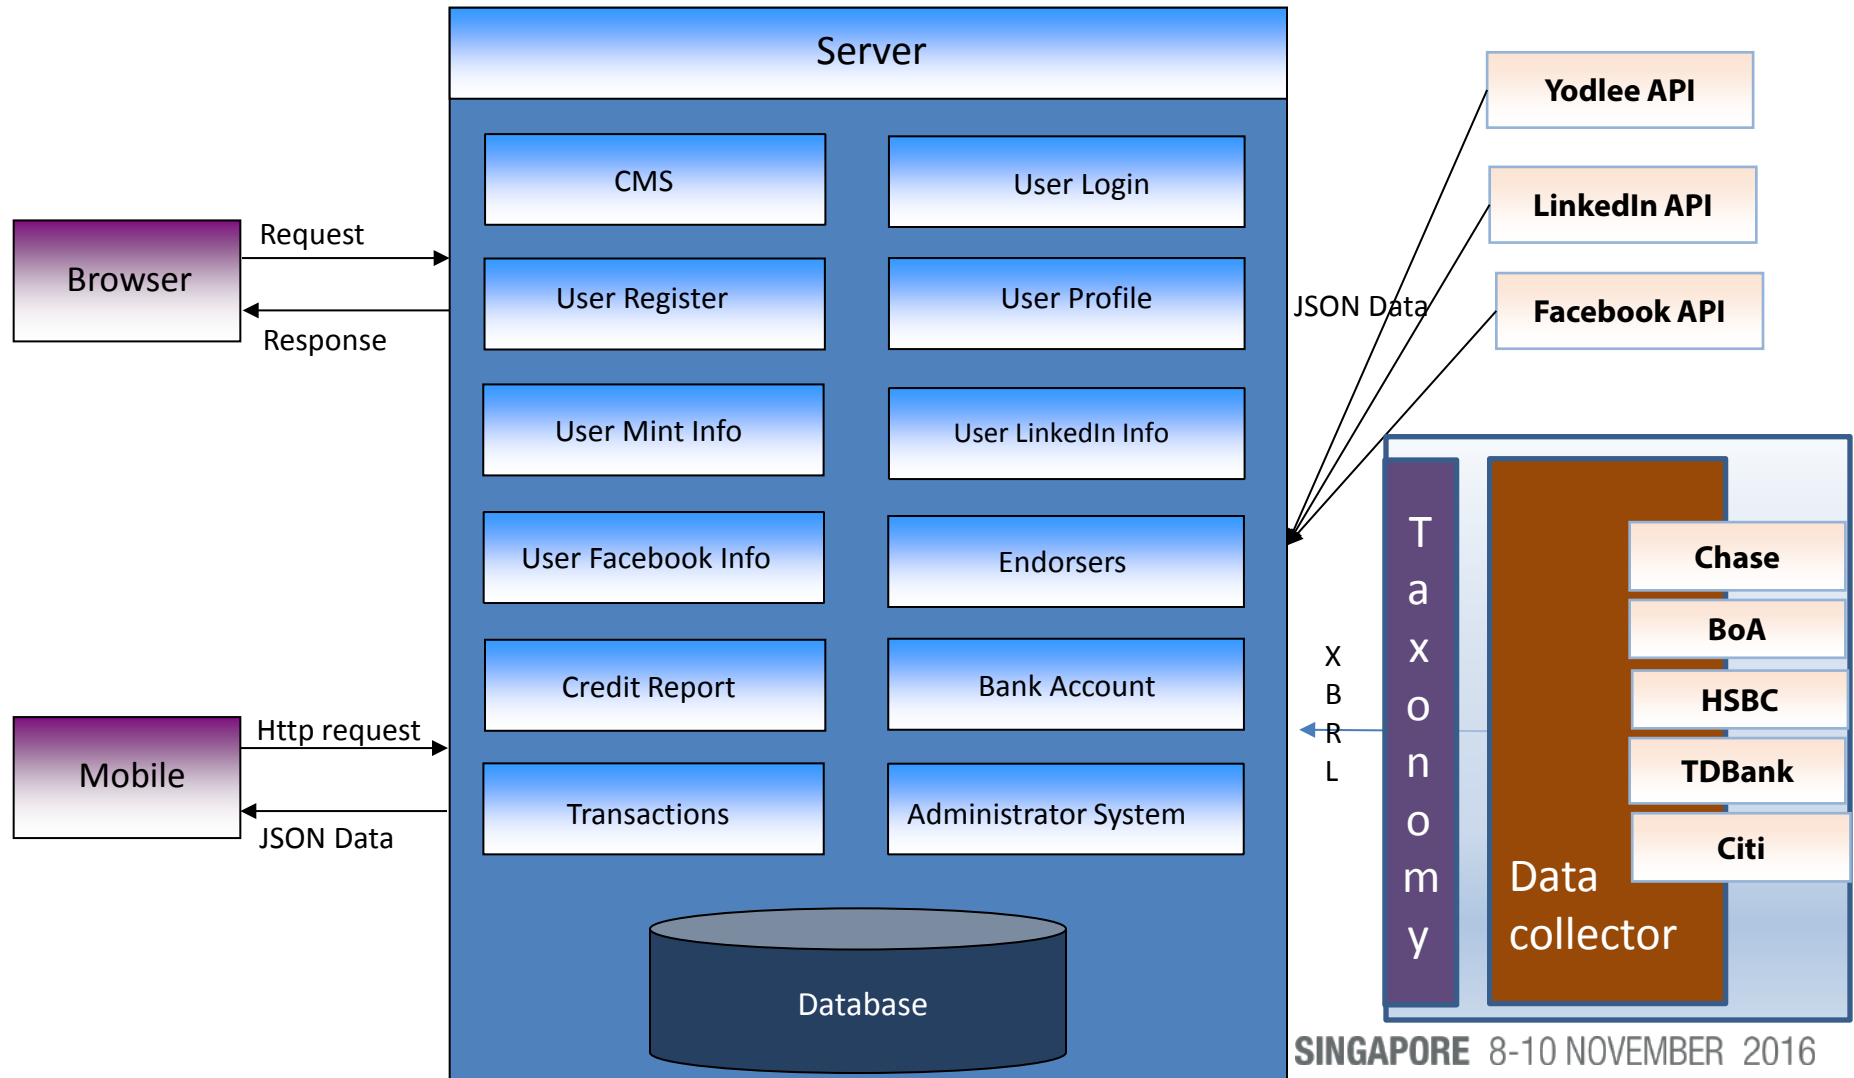 Server
CMS
User Login
User Register
User Profile
User Mint Info
User LinkedIn Info
User Facebook Info
Endorsers
Credit Report
Bank Account
Transactions
Administrator System
Database
Browser
Request
Response
Mobile
Http request
JSON Data
Yodlee API
LinkedIn API
Facebook API
JSON Data
XBRL
Taxonomy
Data
collector
Chase
BoA
HSBC
TDBank
Citi
SINGAPORE 8-10 NOVEMBER 2016